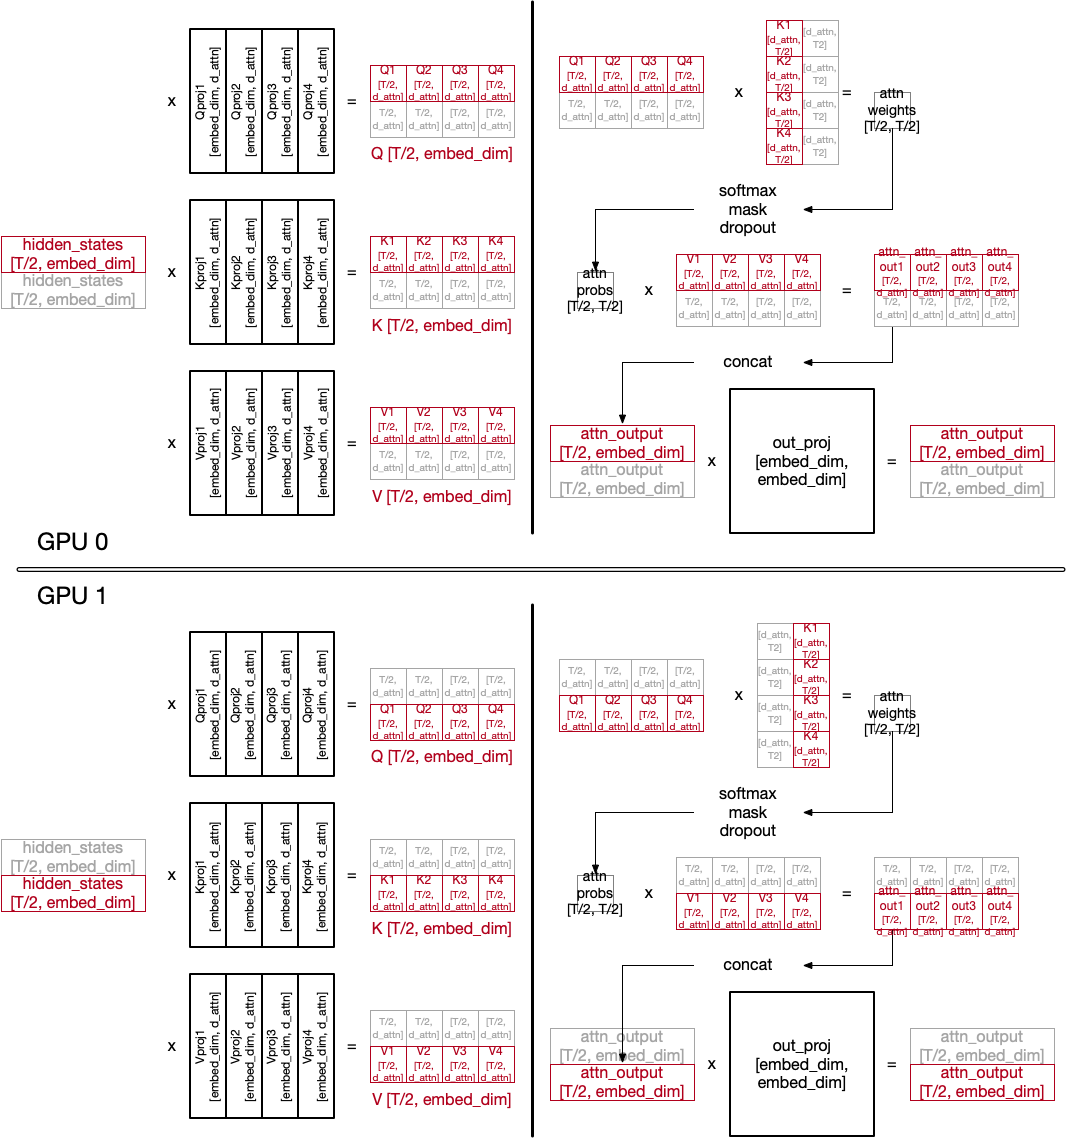 Qproj1
[embed_dim, d_attn]
Qproj2
[embed_dim, d_attn]
Qproj3
[embed_dim, d_attn]
Qproj4
[embed_dim, d_attn]
x
=
Q1 Q2 Q3 Q4
[T/2, [T/2, [T/2, [T/2,
d_attn] d_attn] d_attn] d_attn]
T/2, [T/2, [T/2, [T/2,
d_attn] d_attn] d_attn] d_attn]
Q [T/2, embed_dim]
hidden_states
[T/2, embed_dim]
hidden_states
[T/2, embed_dim]
Kproj1
[embed_dim, d_attn]
Kproj2
[embed_dim, d_attn]
Kproj3
[embed_dim, d_attn]
Kproj4
[embed_dim, d_attn]
x
=
K1 K2 K3 K4
[T/2, [T/2, [T/2, [T/2,
d_attn] d_attn] d_attn] d_attn]
T/2, [T/2, [T/2, [T/2,
d_attn] d_attn] d_attn] d_attn]
K [T/2, embed_dim]
Vproj1
[embed_dim, d_attn]
Vproj2
[embed_dim, d_attn]
Vproj3
[embed_dim, d_attn]
Vproj4
[embed_dim, d_attn]
x
=
V1 V2 V3 V4
[T/2, [T/2, [T/2, [T/2,
d_attn] d_attn] d_attn] d_attn]
T/2, [T/2, [T/2, [T/2,
d_attn] d_attn] d_attn] d_attn]
V [T/2, embed_dim]
GPU 0
Q1 Q2 Q3 Q4
[T/2, [T/2, [T/2, [T/2,
d_attn] d_attn] d_attn] d_attn]
T/2, T/2, [T/2, [T/2,
d_attn] d_attn] d_attn] d_attn]
x
K1
[d_attn,
T/2]
[d_attn,
T2]
K2
[d_attn,
T/2]
[d_attn,
T2]
K3
[d_attn,
T/2]
[d_attn,
T2]
K4
[d_attn,
T/2]
[d_attn,
T2]
=
attn
weights
[T/2, T/2]
softmax
mask
dropout
attn
probs
[T/2, T/2]
x
V1 V2 V3 V4
[T/2, [T/2, [T/2, [T/2,
d_attn] d_attn] d_attn] d_attn]
[T/2, [T/2, [T/2, [T/2,
d_attn] d_attn] d_attn] d_attn]
=
attn_ attn_ attn_ attn_
out1 out2 out3 out4
[T/2, [T/2, [T/2, [T/2,
d_attn] d_attn] d_attn] d_attn]
T/2, [T/2, [T/2, [T/2,
d_attn] d_attn] d_attn] d_attn]
concat
attn_output
[T/2, embed_dim]
attn_output
[T/2, embed_dim]
x
out_proj
[embed_dim,
embed_dim]
=
attn_output
[T/2, embed_dim]
attn_output
[T/2, embed_dim]
GPU 1
Qproj1
[embed_dim, d_attn]
Qproj2
[embed_dim, d_attn]
Qproj3
[embed_dim, d_attn]
Qproj4
[embed_dim, d_attn]
x
=
T/2, [T/2, [T/2, [T/2,
d_attn] d_attn] d_attn] d_attn]
Q1 Q2 Q3 Q4
[T/2, [T/2, [T/2, [T/2,
d_attn] d_attn] d_attn] d_attn]
Q [T/2, embed_dim]
hidden_states
[T/2, embed_dim]
hidden_states
[T/2, embed_dim]
Kproj1
[embed_dim, d_attn]
Kproj2
[embed_dim, d_attn]
Kproj3
[embed_dim, d_attn]
Kproj4
[embed_dim, d_attn]
x
=
T/2, [T/2, [T/2, [T/2,
d_attn] d_attn] d_attn] d_attn]
K1 K2 K3 K4
[T/2, [T/2, [T/2, [T/2,
d_attn] d_attn] d_attn] d_attn]
K [T/2, embed_dim]
Vproj1
[embed_dim, d_attn]
Vproj2
[embed_dim, d_attn]
Vproj3
[embed_dim, d_attn]
Vproj4
[embed_dim, d_attn]
x
=
T/2, [T/2, [T/2, [T/2,
d_attn] d_attn] d_attn] d_attn]
V1 V2 V3 V4
[T/2, [T/2, [T/2, [T/2,
d_attn] d_attn] d_attn] d_attn]
V [T/2, embed_dim]
T/2, T/2, [T/2, [T/2,
d_attn] d_attn] d_attn] d_attn]
Q1 Q2 Q3 Q4
[T/2, [T/2, [T/2, [T/2,
d_attn] d_attn] d_attn] d_attn]
x
[d_attn,
T2]
K1
[d_attn,
T/2]
[d_attn,
T2]
K2
[d_attn,
T/2]
[d_attn,
T2]
K3
[d_attn,
T/2]
[d_attn,
T2]
K4
[d_attn,
T/2]
=
attn
weights
[T/2, T/2]
softmax
mask
dropout
attn
probs
[T/2, T/2]
x
T/2, [T/2, [T/2, [T/2,
d_attn] d_attn] d_attn] d_attn]
V1 V2 V3 V4
[T/2, [T/2, [T/2, [T/2,
d_attn] d_attn] d_attn] d_attn]
=
T/2, [T/2, [T/2, [T/2,
d_attn] d_attn] d_attn] d_attn]
attn_ attn_ attn_ attn_
out1 out2 out3 out4
[T/2, [T/2, [T/2, [T/2,
d_attn] d_attn] d_attn] d_attn]
concat
attn_output
[T/2, embed_dim]
attn_output
[T/2, embed_dim]
x
out_proj
[embed_dim,
embed_dim]
=
attn_output
[T/2, embed_dim]
attn_output
[T/2, embed_dim]